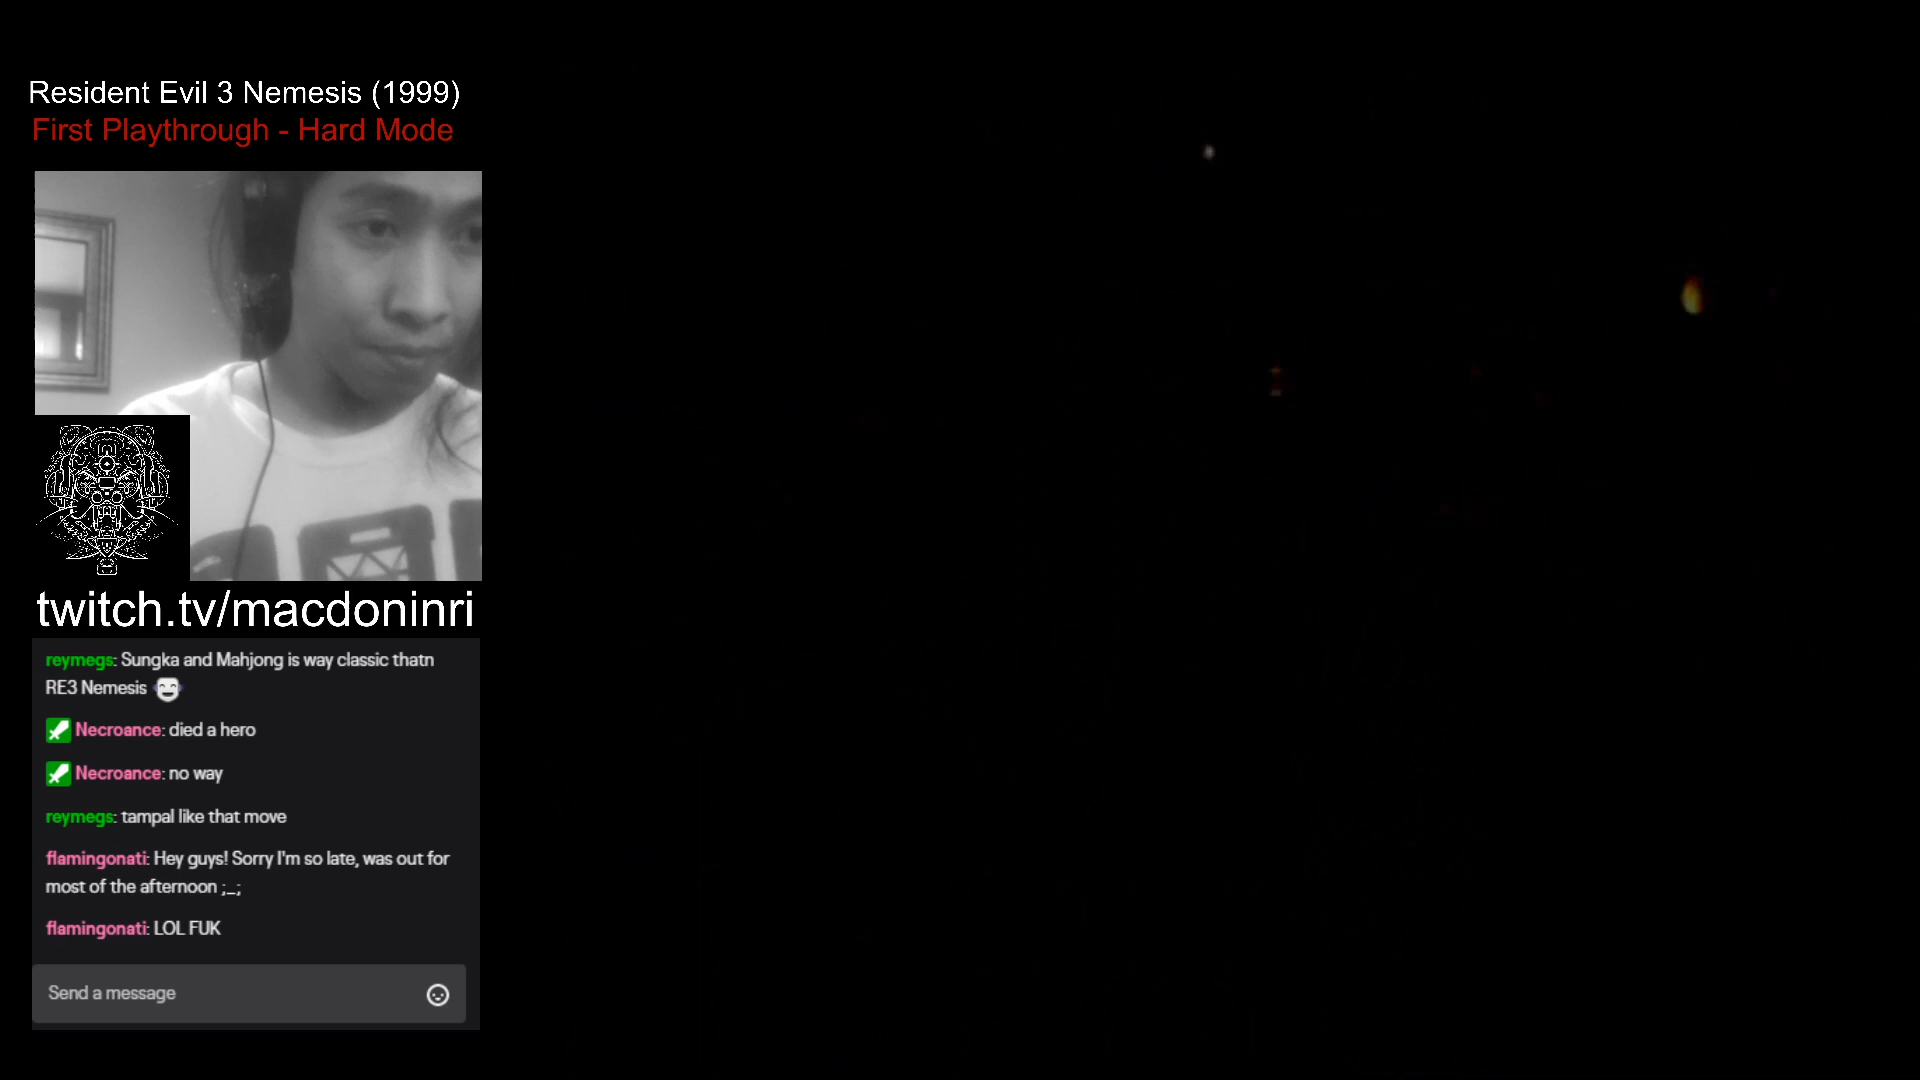 Resident Evil 3 Nemesis (1999)
First Playthrough - Hard Mode
twitch.tv/macdoninri
reymegs: Sungka and Mahjong is way classic thatn
RE3 Nemesis
Necroance: died a hero
Necroance: no way
reymegs: tampal like that move
flamingonati: Hey guys! Sorry I'm so late, was out for
most of the afternoon ;_;
flamingonati: LOL FUK
Send a message